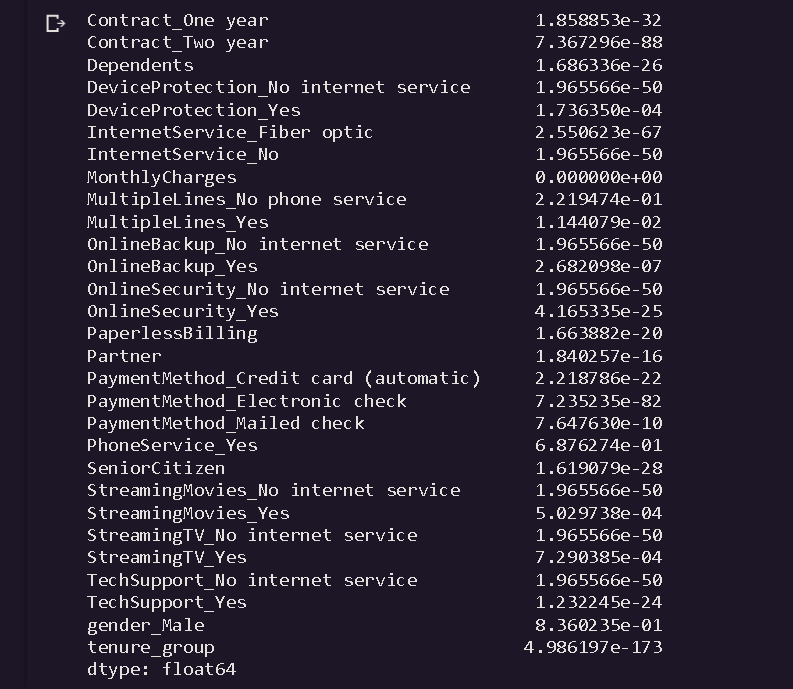 Contract_One year 1.858853e-32
Contract_Two year 7.367296e-88
Dependents 1.686336e-26
DeviceProtection_No internet service 1.965566e-50
DeviceProtection_Yes 1.736350e-04
InternetService_Fiber optic 2.550623e-67
InternetService_No 1.965566e-50
MonthlyCharges 0.000000e+00
MultipleLines_No phone service 2.219474e-01
MultipleLines_Yes 1.144079e-02
OnlineBackup_No internet service 1.965566e-50
OnlineBackup_Yes 2.682098e-07
OnlineSecurity_No internet service 1.965566e-50
OnlineSecurity_Yes 4.165335e-25
PaperlessBilling 1.663882e-20
Partner 1.840257e-16
PaymentMethod_Credit card (automatic) 2.218786e-22
PaymentMethod_Electronic check 7.235235e-82
PaymentMethod_Mailed check 7.647630e-10
PhoneService_Yes 6.876274e-01
SeniorCitizen 1.619079e-28
StreamingMovies_No internet service 1.965566e-50
StreamingMovies_Yes 5.029738e-04
StreamingTV_No internet service 1.965566e-50
StreamingTV_Yes 7.290385e-04
TechSupport_No internet service 1.965566e-50
TechSupport_Yes 1.232245e-24
gender_Male 8.360235e-01
tenure_group 4.986197e-173
dtype: float64